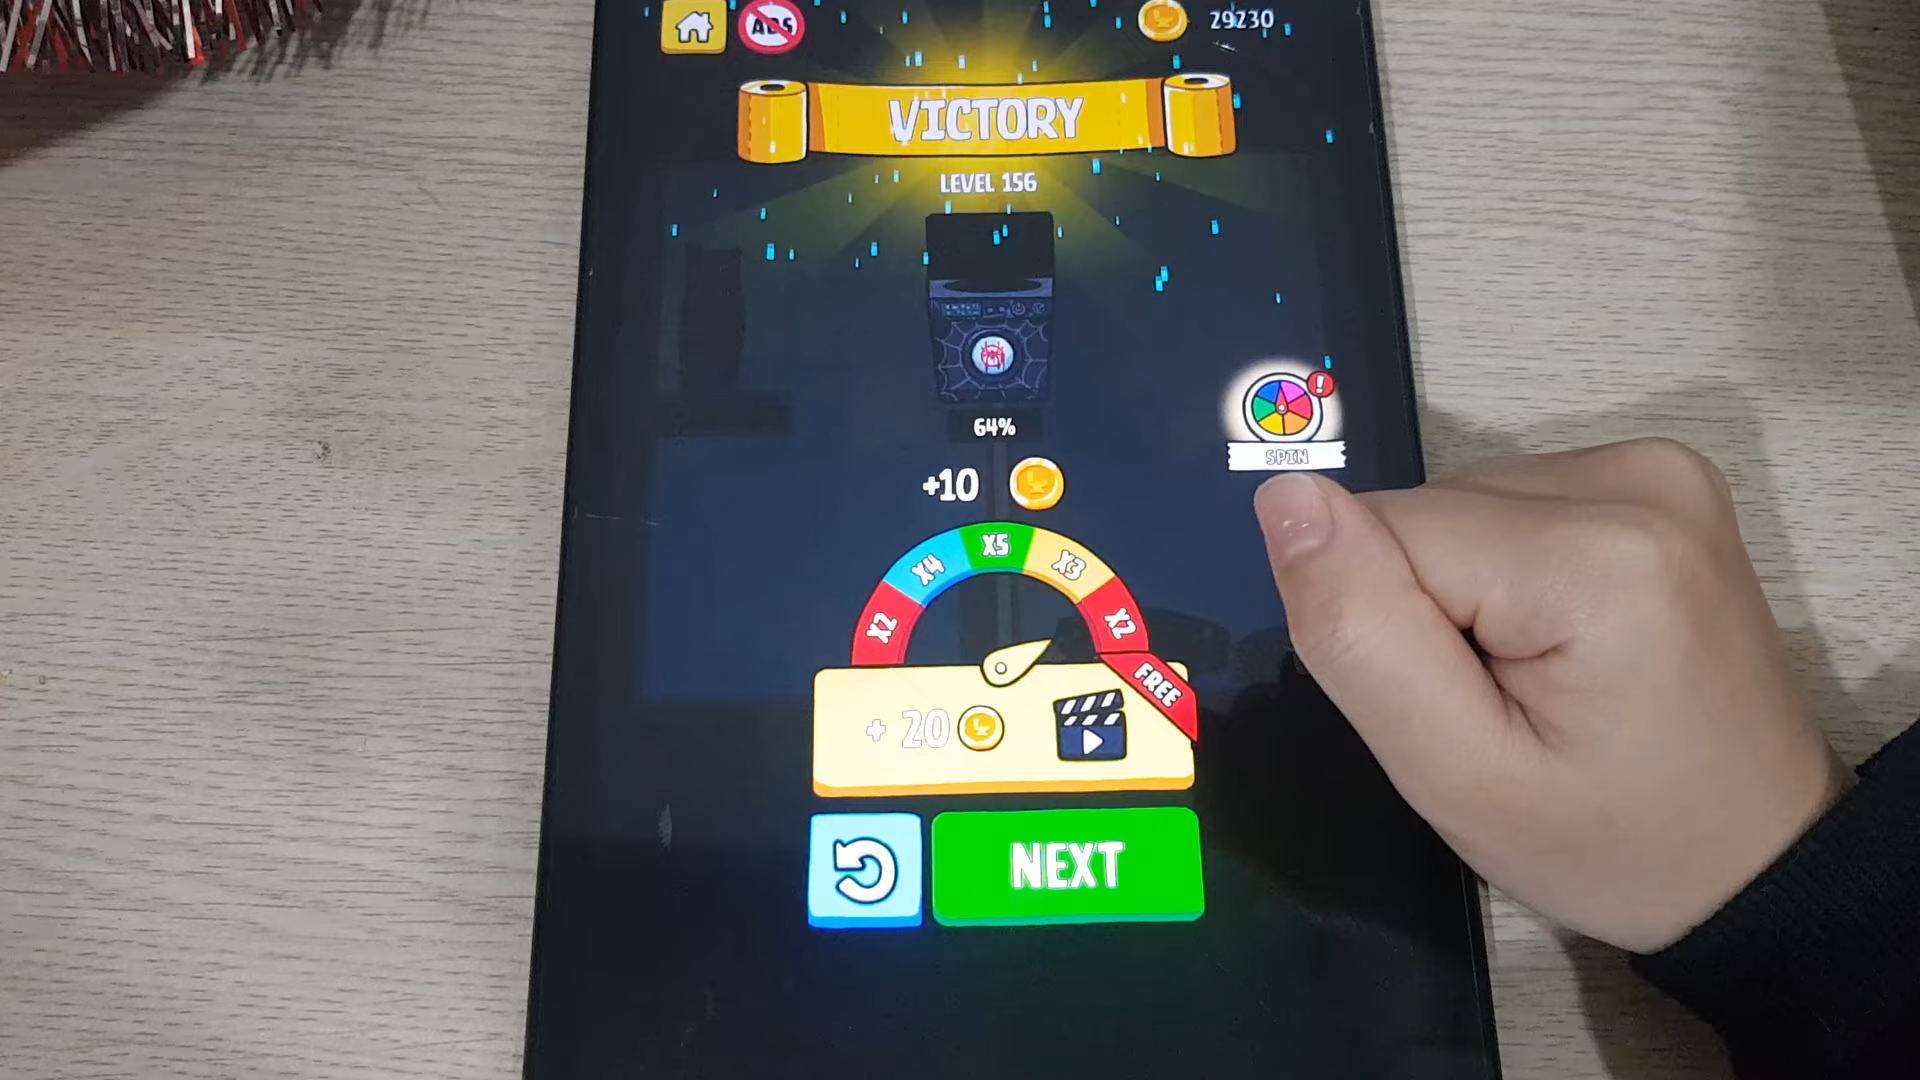 ADS
29230
VICTORY
LEVEL 156
64%
SPIN
+10
X2
X4
X5
X3
X2
FREE
+ 20
NEXT